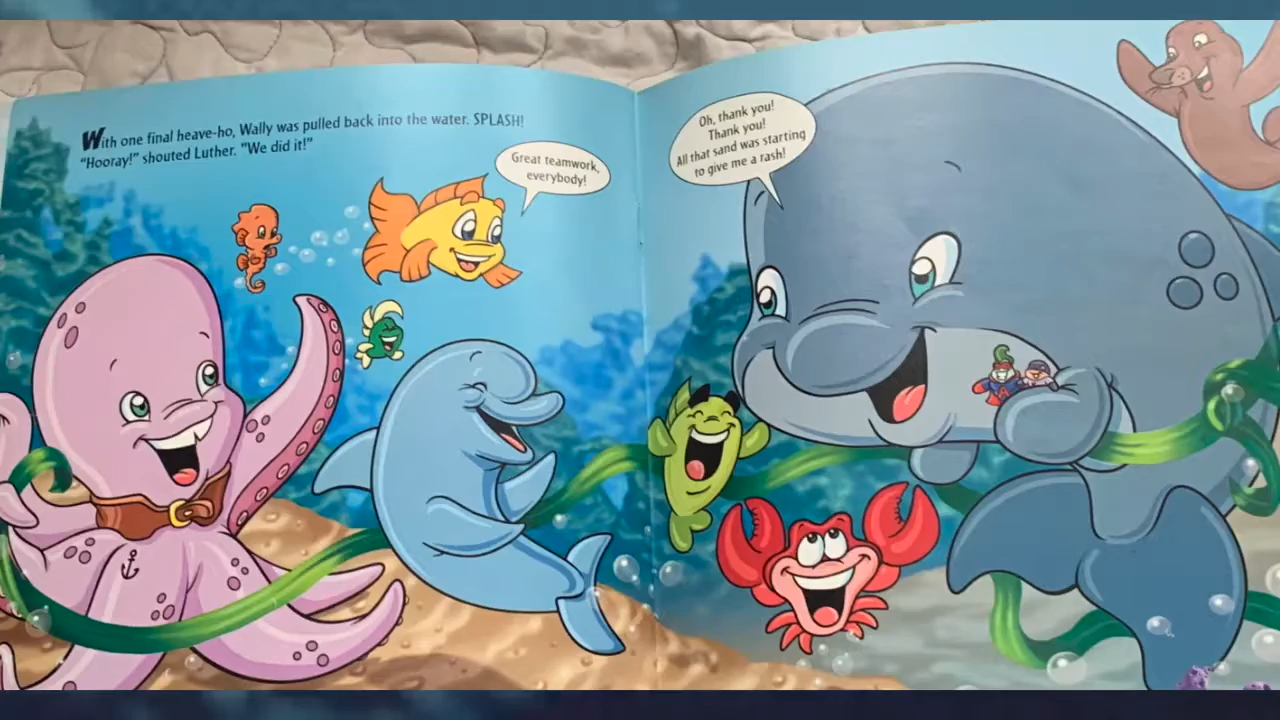 With one final heave-ho, Wally was pulled back into the water. SPLASH!
"Hooray!" shouted Luther. "We did it!"
Great teamwork,
everybody!
Oh, thank you!
Thank you!
All that sand was starting
to give me a rash!